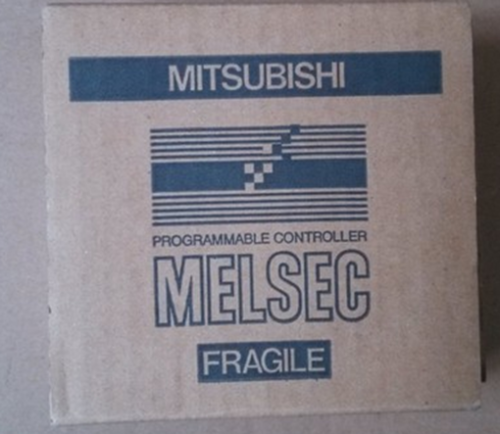 MITSUBISHI
PROGRAMMABLE CONTROLLER
MELSEC
FRAGILE